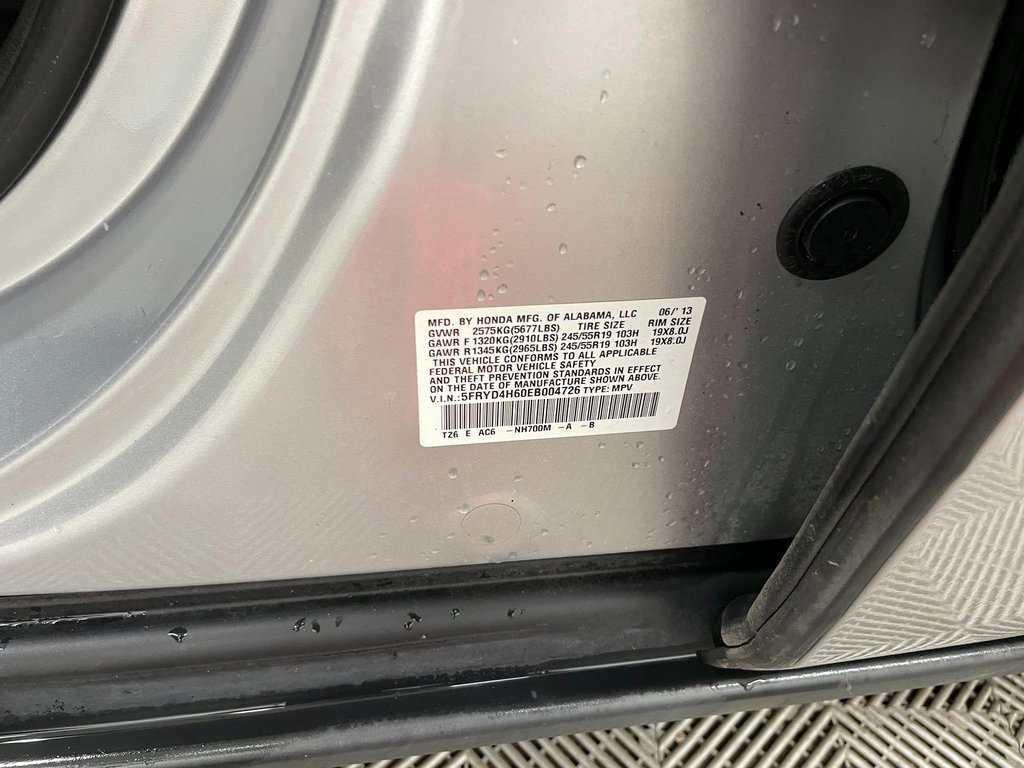 MFD. BY HONDA MFG. OF ALABAMA, LLC 06/' 13
GVWR 2575KG(5677LBS) TIRE SIZE RIM SIZE
GAWR F 1320KG(2910LBS) 245/55R19 103H 19X8.0J
GAWR R1345KG(2965LBS) 245/55R19 103H 19X8.0J
THIS VEHICLE CONFORMS TO ALL APPLICABLE
FEDERAL MOTOR VEHICLE SAFETY
AND THEFT PREVENTION STANDARDS IN EFFECT
ON THE DATE OF MANUFACTURE SHOWN ABOVE.
V.I.N.:5FRYD4H60EB004726 TYPE: MPV
TZ6 E AC6 -NH700M -A -B